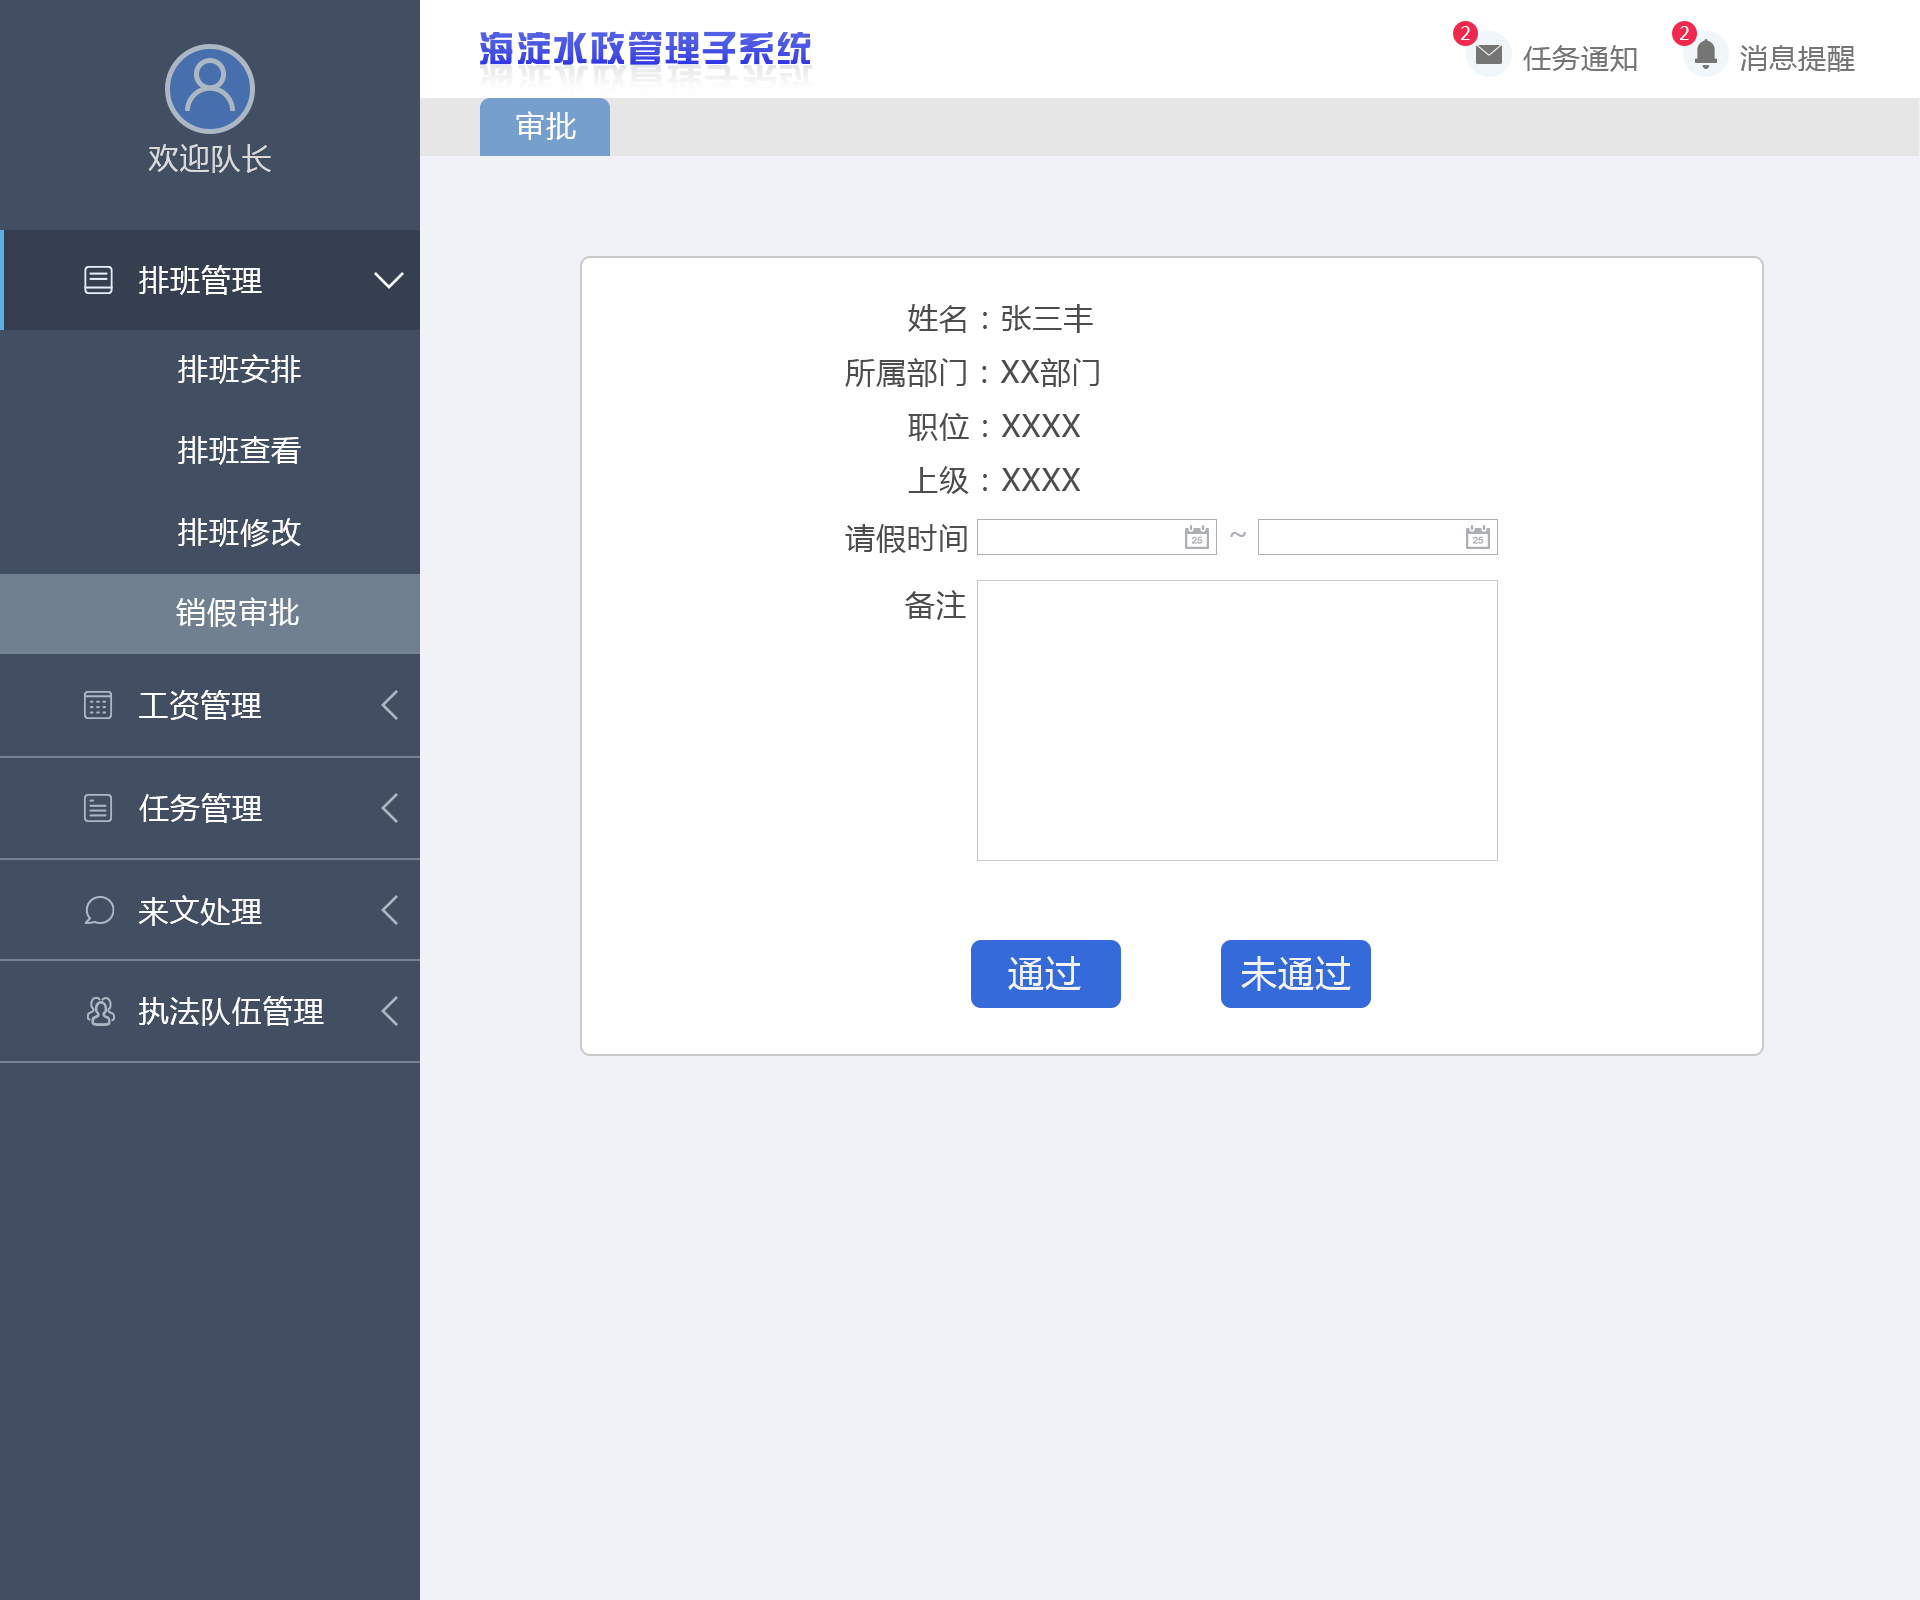 海淀水政管理子系统
2
任务通知
2
消息提醒
欢迎队长
审批
排班管理
排班安排
排班查看
排班修改
销假审批
工资管理
任务管理
来文处理
执法队伍管理
姓名：张三丰
所属部门：XX部门
职位：XXXX
上级：XXXX
请假时间 25 ~ 25
备注
通过
未通过